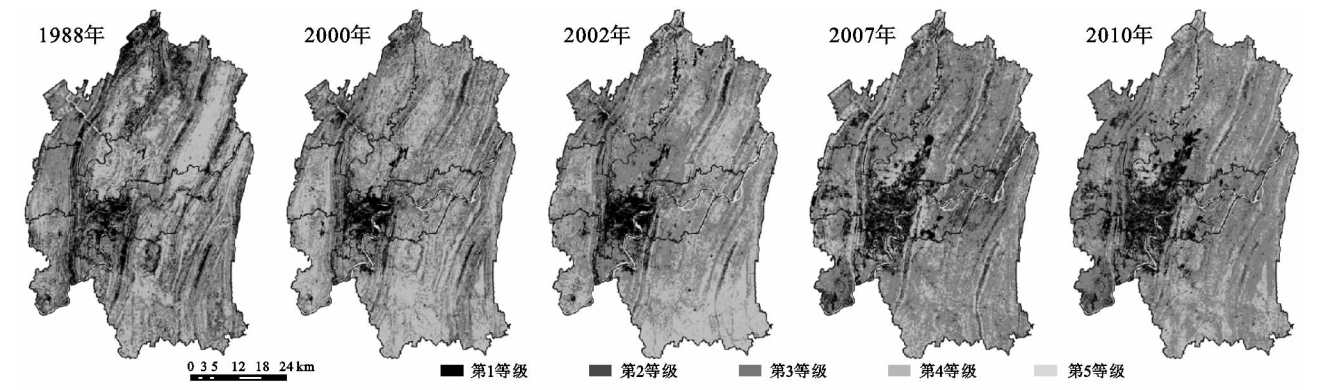 1988年
2000年
2002年
2007年
2010年
0 3 5 12 18 24 km
第1等级
第2等级
第3等级
第4等级
第5等级